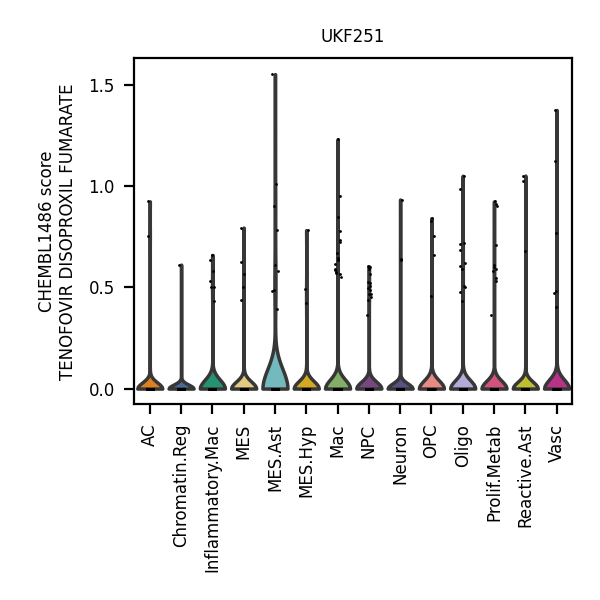 UKF251
CHEMBL1486 score
TENOFOVIR DISOPROXIL FUMARATE
1.5
1.0
0.5
0.0
AC
Chromatin.Reg
Inflammatory.Mac
MES
MES.Ast
MES.Hyp
Mac
NPC
Neuron
OPC
Oligo
Prolif.Metab
Reactive.Ast
Vasc